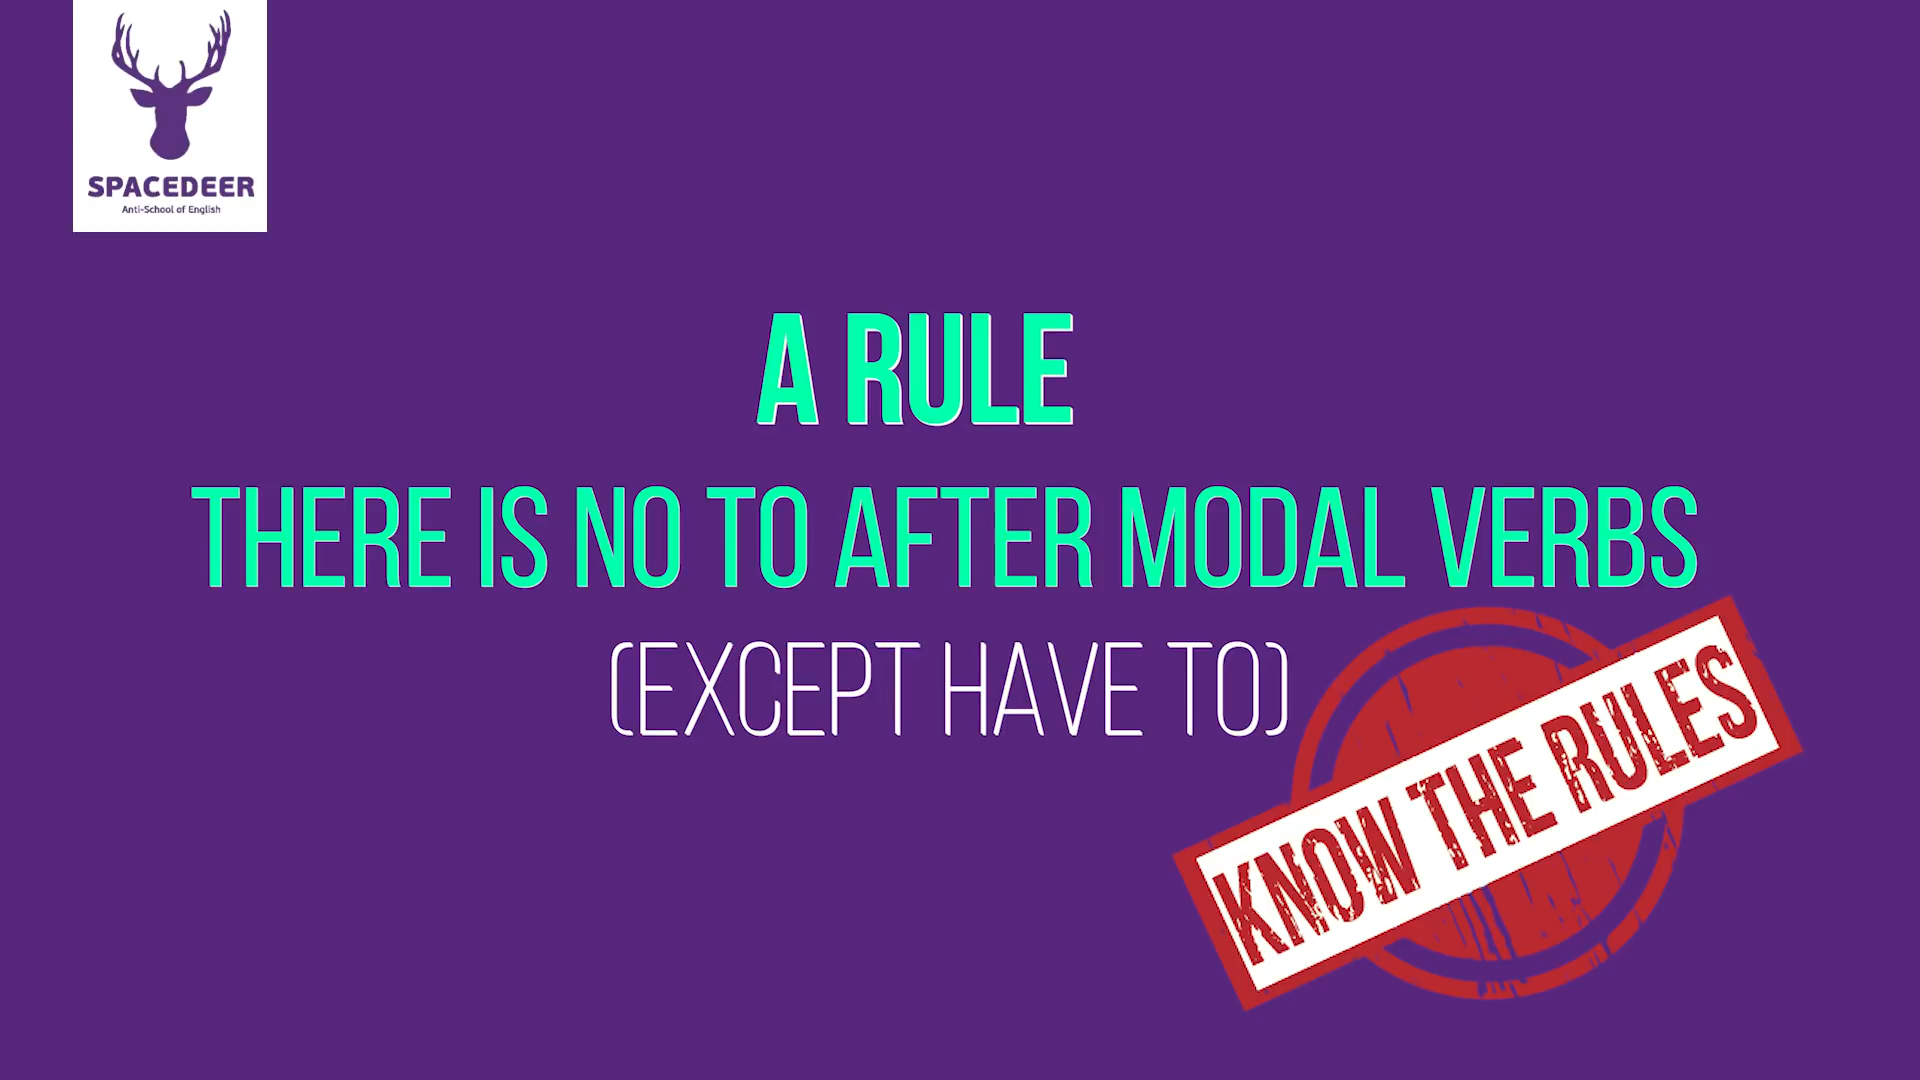 SPACEDEER
Anti-School of English
A RULE
THERE IS NO TO AFTER MODAL VERBS
(EXCEPT HAVE TO)
KNOW THE RULES